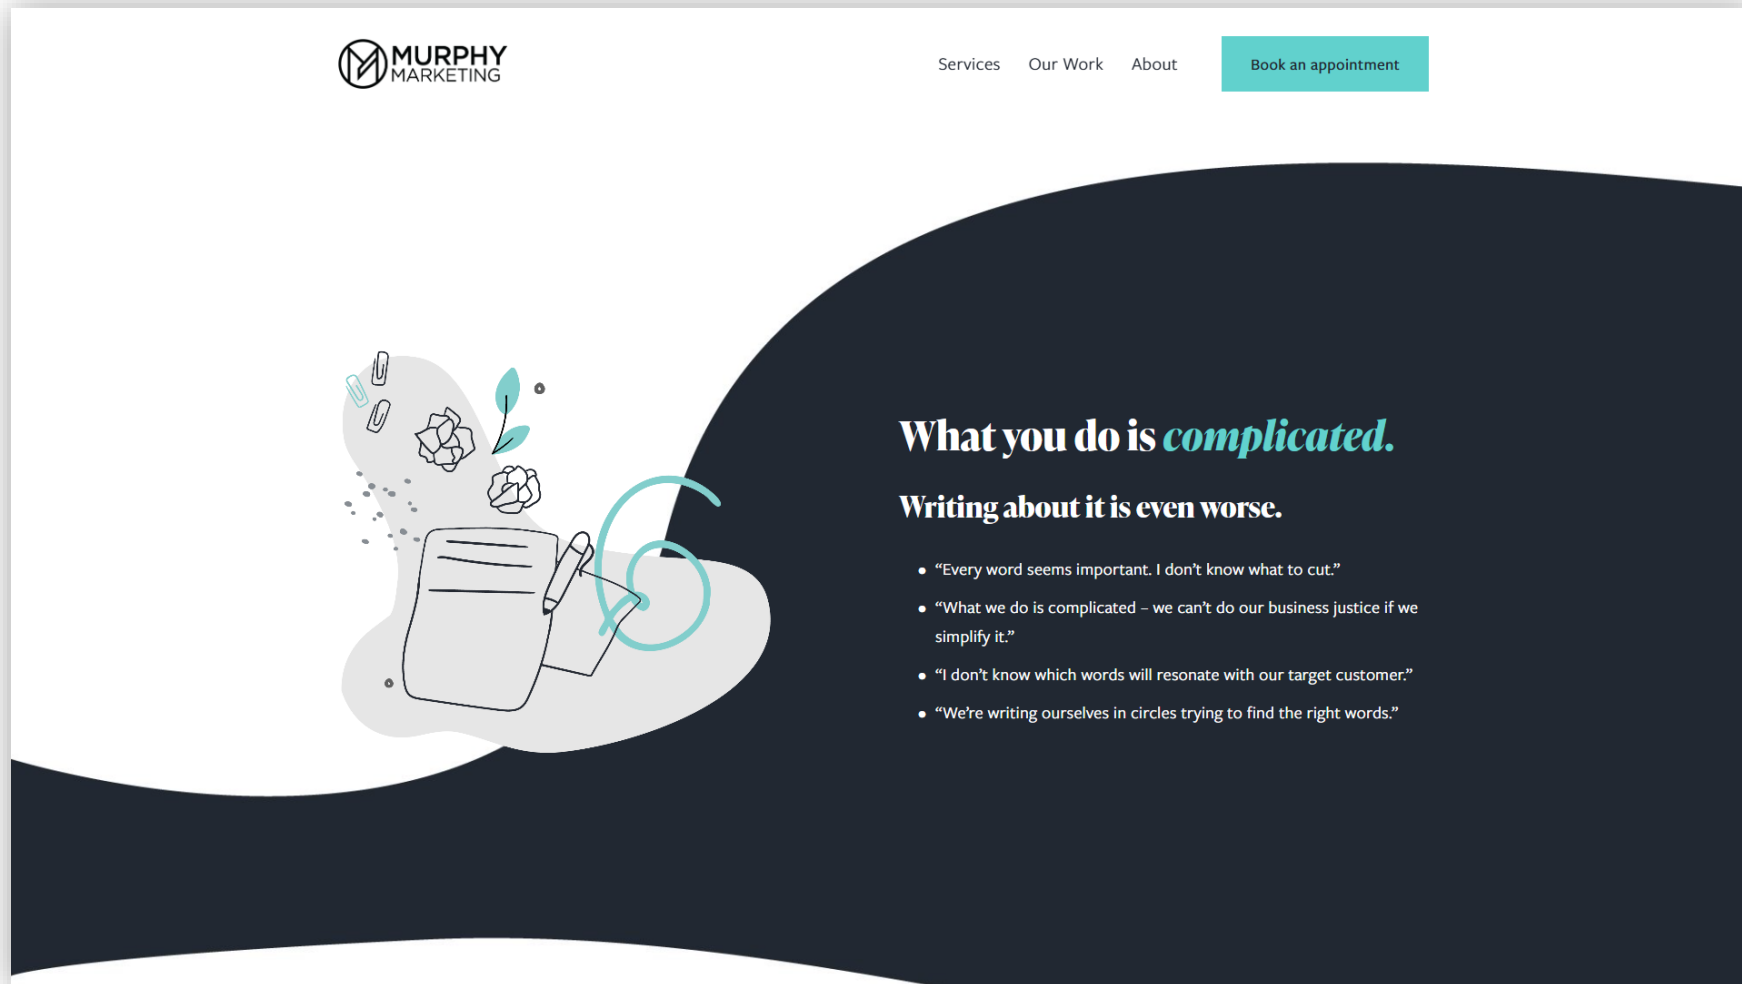 MURPHY
MARKETING
Services Our Work About Book an appointment
What you do is complicated.
Writing about it is even worse.
● “Every word seems important. I don’t know what to cut.”
● “What we do is complicated – we can’t do our business justice if we
simplify it.”
● “I don’t know which words will resonate with our target customer.”
● “We’re writing ourselves in circles trying to find the right words.”